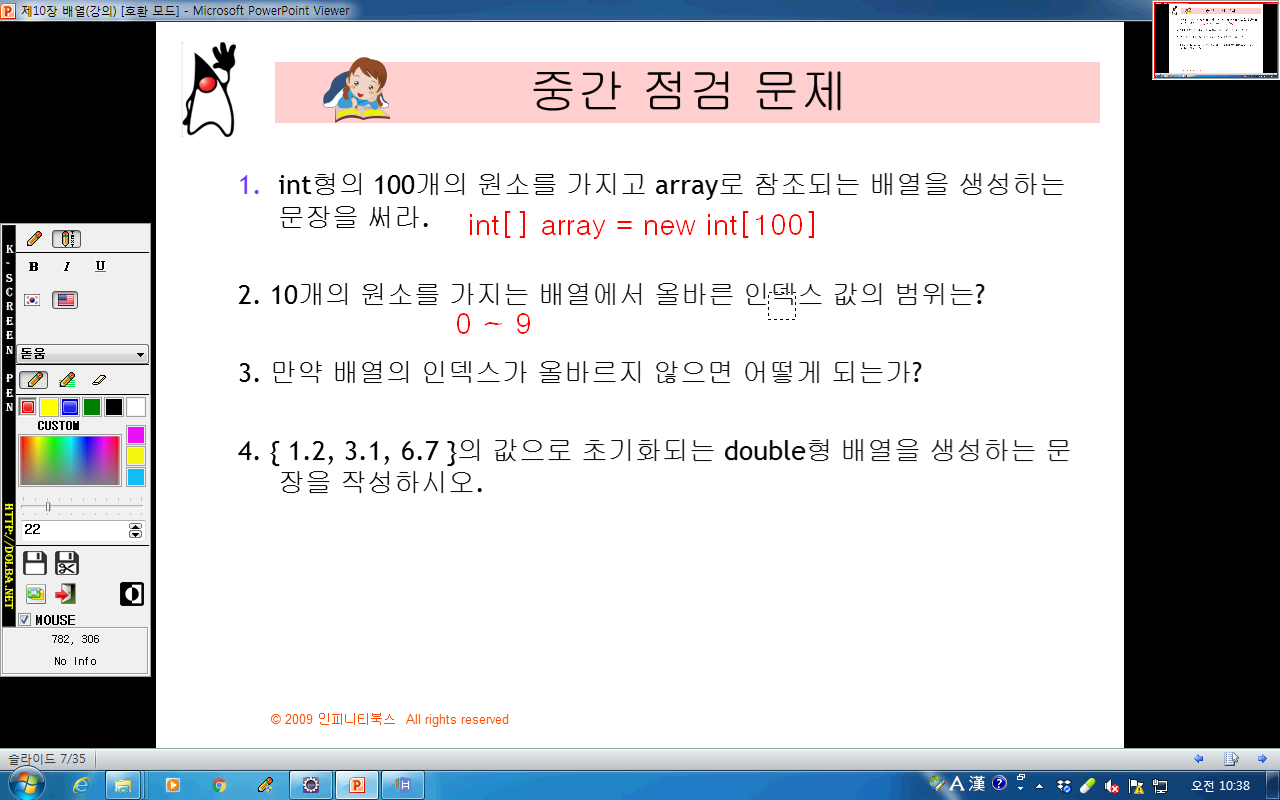 제10장 배열(강의) [호환 모드] - Microsoft PowerPoint Viewer
중간 점검 문제
1. int형의 100개의 원소를 가지고 array로 참조되는 배열을 생성하는
문장을 써라. int[] array = new int[100]
2. 10개의 원소를 가지는 배열에서 올바른 인덱스 값의 범위는?
0 ~ 9
3. 만약 배열의 인덱스가 올바르지 않으면 어떻게 되는가?
4. { 1.2, 3.1, 6.7 }의 값으로 초기화되는 double형 배열을 생성하는 문
장을 작성하시오.
© 2009 인피니티북스 All rights reserved
K-SCREEN PEN
HTTP://DOLBA.NET
B I U
돋움
CUSTOM
22
MOUSE
782, 306
No Info
슬라이드 7/35
A 漢
오전 10:38